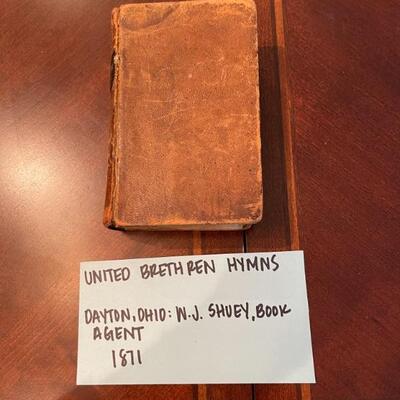 UNITED BRETHREN HYMNS
DAYTON, OHIO: W.J. SHUEY, BOOK
AGENT
1871